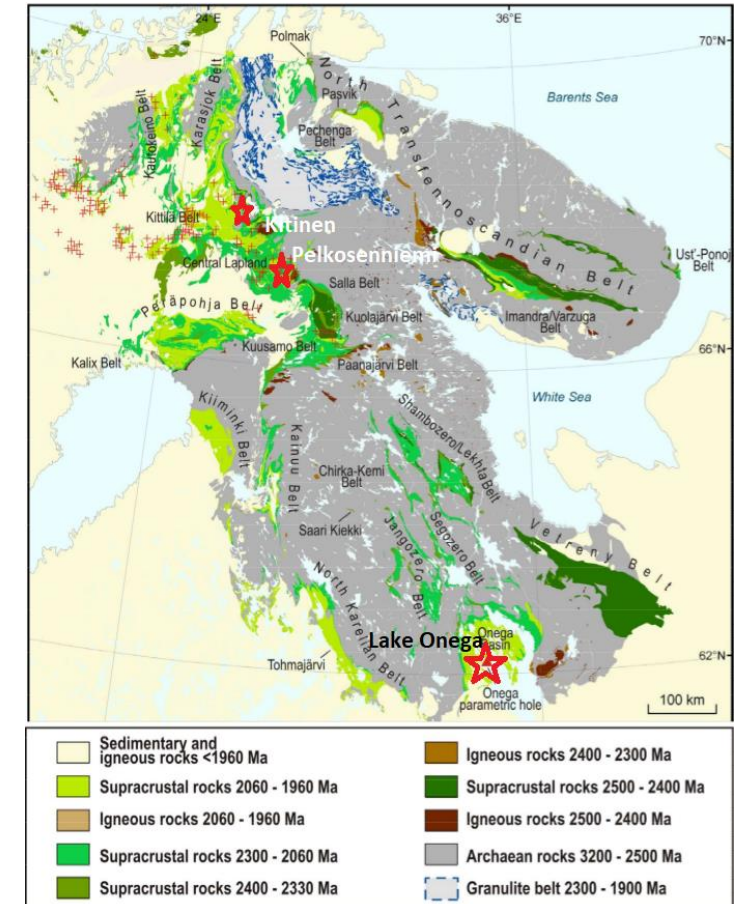 24°E
36°E
Polmak
70°N
North Transfennoscandian Belt
Barents Sea
Pasvik
Karasjok Belt
Kautokeino Belt
Pechenga
Belt
Kittilä Belt
Kitinen
Pelkosenniemi
Central Lapland
Ust'-Ponoj
Belt
Salla Belt
Peräpohja Belt
Kuolajärvi Belt
Imandra/Varzuga
Belt
Kuusamo Belt
66°N
Kalix Belt
Paanajärvi Belt
White Sea
Kiiminki Belt
Kainuu Belt
Shambozero/Lekhta Belt
Chirka-Kemi
Belt
Saari Kiekki
Jangozero Belt
Segozero Belt
Vetreny Belt
North Karelian Belt
Lake Onega
Onega
Basin
62°N
Tohmajärvi
Onega
parametric hole
100 km
Sedimentary and
igneous rocks <1960 Ma
Supracrustal rocks 2060 - 1960 Ma
Igneous rocks 2060 - 1960 Ma
Supracrustal rocks 2300 - 2060 Ma
Supracrustal rocks 2400 - 2330 Ma
Igneous rocks 2400 - 2300 Ma
Supracrustal rocks 2500 - 2400 Ma
Igneous rocks 2500 - 2400 Ma
Archaean rocks 3200 - 2500 Ma
Granulite belt 2300 - 1900 Ma